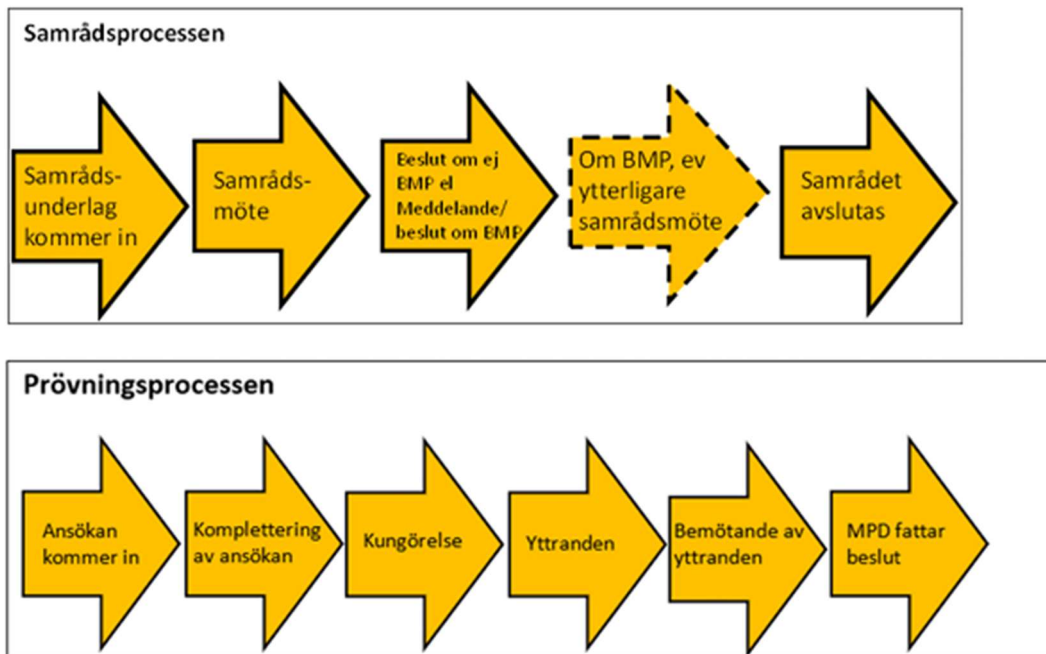 Samrådsprocessen
Samråds-
underlag
kommer in
Samråds-
möte
Beslut om ej
BMP el
Meddelande/
beslut om BMP
Om BMP, ev
ytterligare
samrådsmöte
Samrådet
avslutas
Prövningsprocessen
Ansökan
kommer in
Komplettering
av ansökan
Kungörelse
Yttranden
Bemötande av
yttranden
MPD fattar
beslut